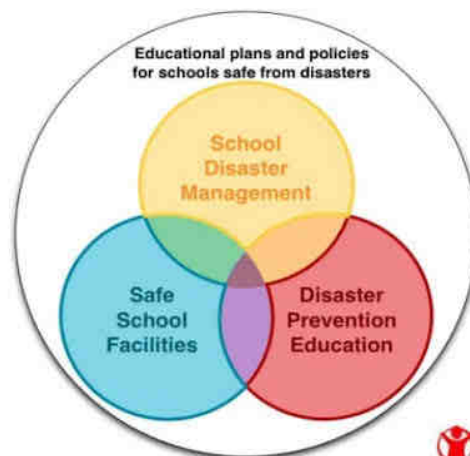 Educational plans and policies
for schools safe from disasters
School
Disaster
Management
Safe
School
Facilities
Disaster
Prevention
Education